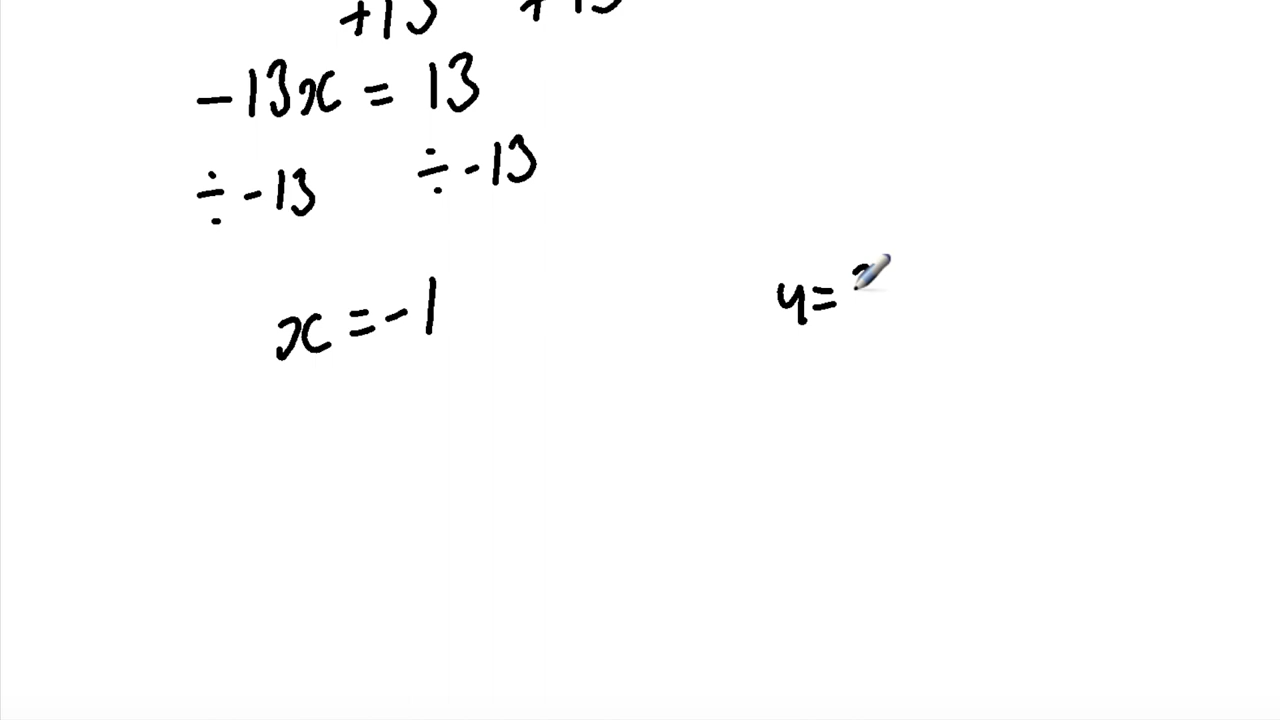 -13x = 13
÷ -13 ÷ -13
x = -1
y =